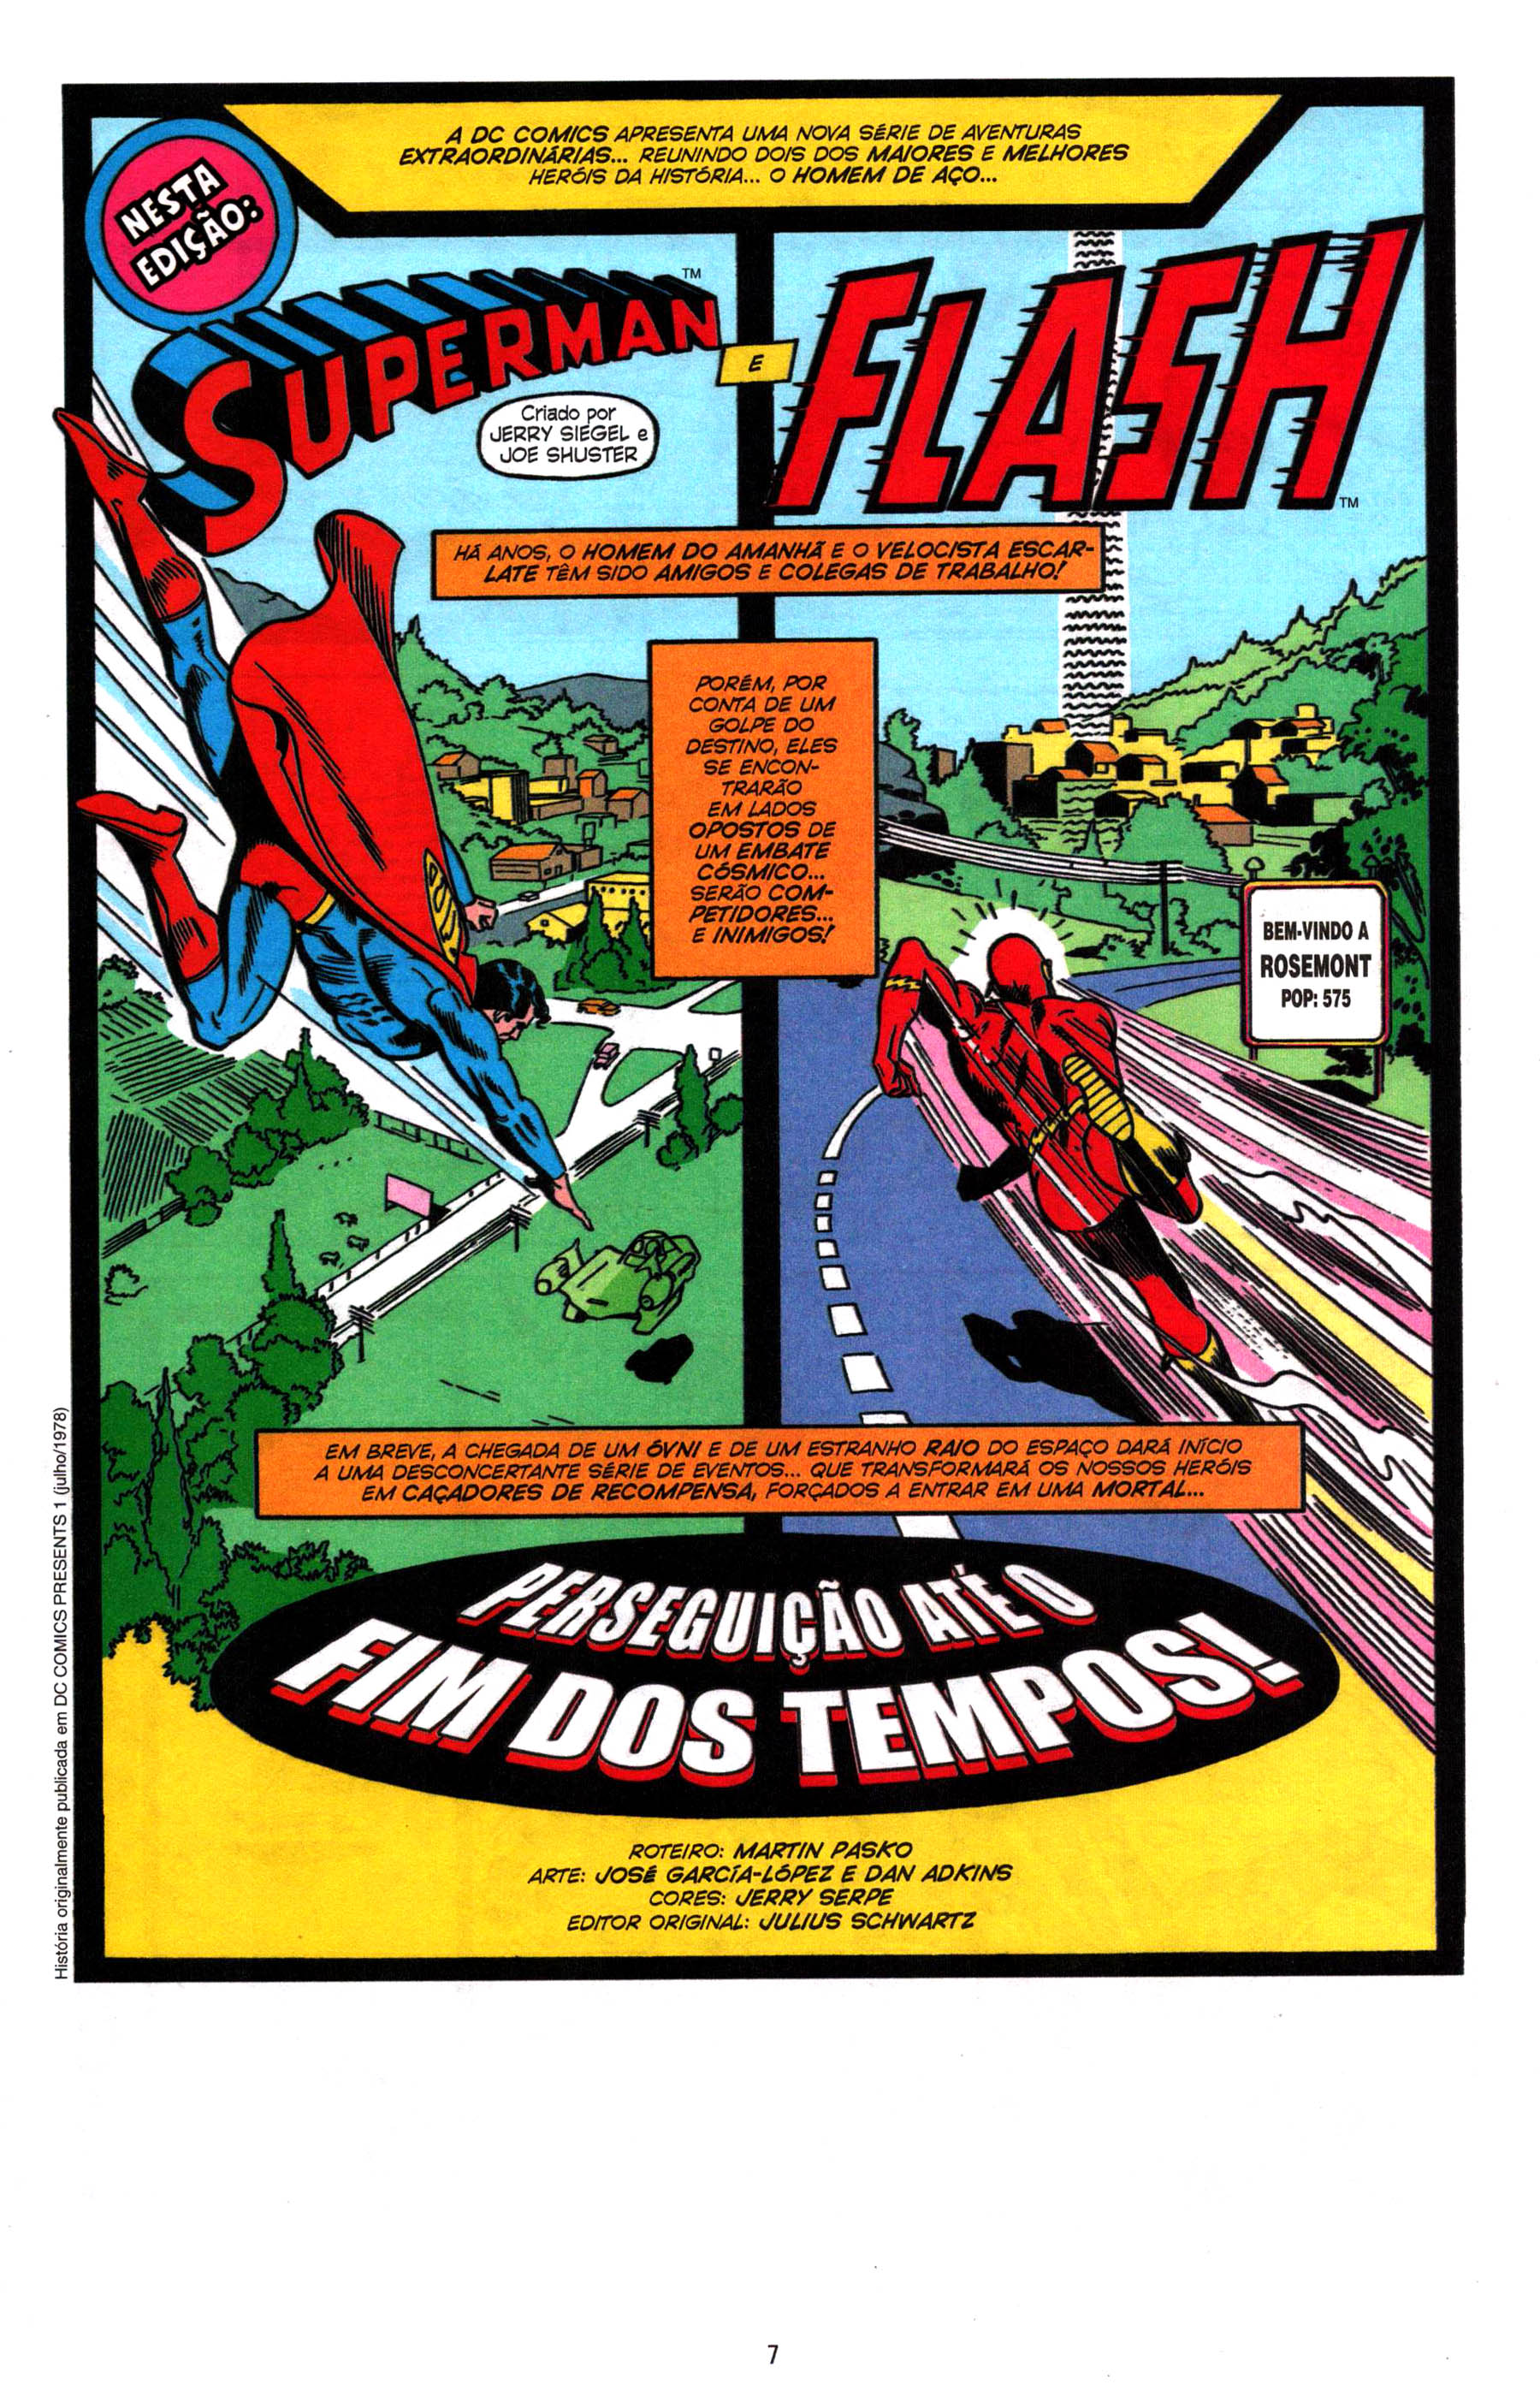 A DC COMICS APRESENTA UMA NOVA SÉRIE DE AVENTURAS
EXTRAORDINÁRIAS... REUNINDO DOIS DOS MAIORES E MELHORES
HERÓIS DA HISTÓRIA... O HOMEM DE AÇO...
NESTA
EDIÇÃO:
SUPERMAN TM
E
FLASH TM
Criado por
JERRY SIEGEL e
JOE SHUSTER
HÁ ANOS, O HOMEM DO AMANHÃ E O VELOCISTA ESCAR-
LATE TÊM SIDO AMIGOS E COLEGAS DE TRABALHO!
PORÉM, POR
CONTA DE UM
GOLPE DO
DESTINO, ELES
SE ENCON-
TRARÃO
EM LADOS
OPOSTOS DE
UM EMBATE
CÓSMICO...
SERÃO COM-
PETIDORES...
E INIMIGOS!
BEM-VINDO A
ROSEMONT
POP: 575
EM BREVE, A CHEGADA DE UM ÓVNI E DE UM ESTRANHO RAIO DO ESPAÇO DARÁ INÍCIO
A UMA DESCONCERTANTE SÉRIE DE EVENTOS... QUE TRANSFORMARÁ OS NOSSOS HERÓIS
EM CAÇADORES DE RECOMPENSA, FORÇADOS A ENTRAR EM UMA MORTAL...
PERSEGUIÇÃO ATÉ O
FIM DOS TEMPOS!
ROTEIRO: MARTIN PASKO
ARTE: JOSÉ GARCÍA-LÓPEZ E DAN ADKINS
CORES: JERRY SERPE
EDITOR ORIGINAL: JULIUS SCHWARTZ
História originalmente publicada em DC COMICS PRESENTS 1 (julho/1978)
7